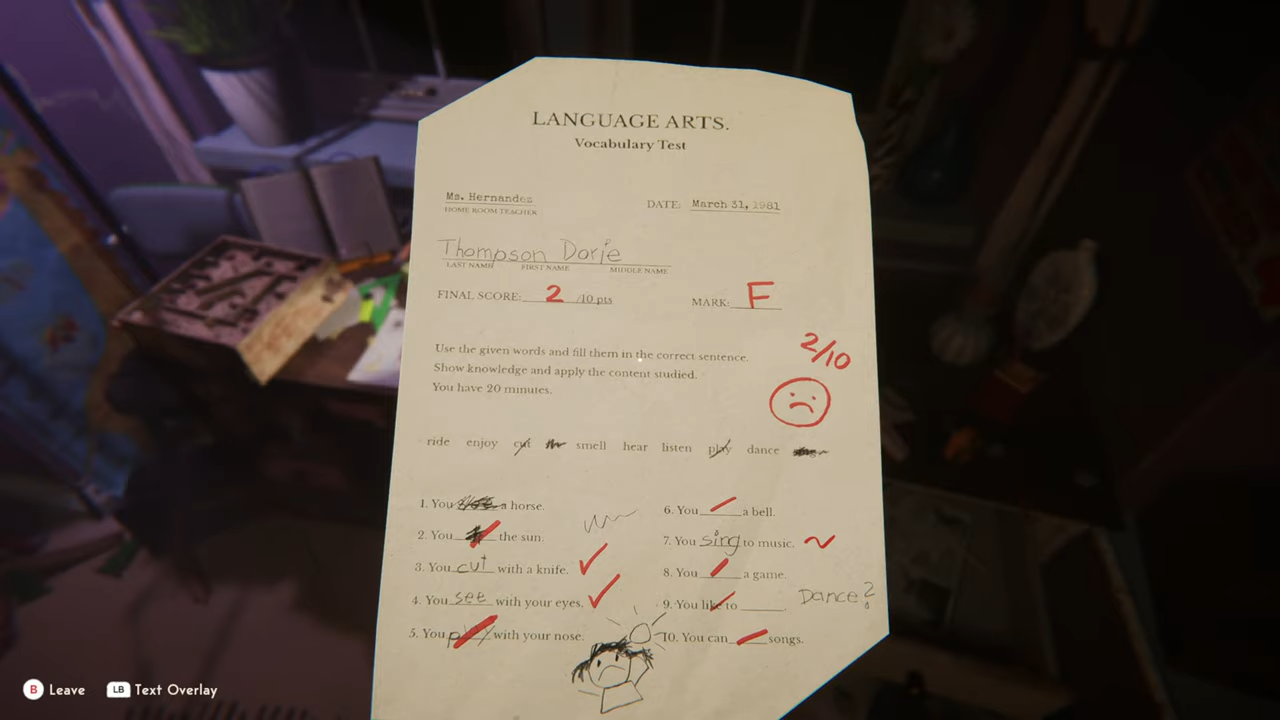 LANGUAGE ARTS.
Vocabulary Test
Ms. Hernandez
HOME ROOM TEACHER
DATE: March 31, 1981
Thompson Dorje
LAST NAME FIRST NAME MIDDLE NAME
FINAL SCORE: 2 /10 pts
MARK: F
2/10
Use the given words and fill them in the correct sentence.
Show knowledge and apply the content studied.
You have 20 minutes.
ride enjoy cut smell hear listen play dance
1. You a horse.
2. You the sun.
3. You cut with a knife.
4. You see with your eyes.
5. You play with your nose.
6. You a bell.
7. You sing to music.
8. You a game.
9. You like to .
Dance?
10. You can songs.
B Leave
LB Text Overlay